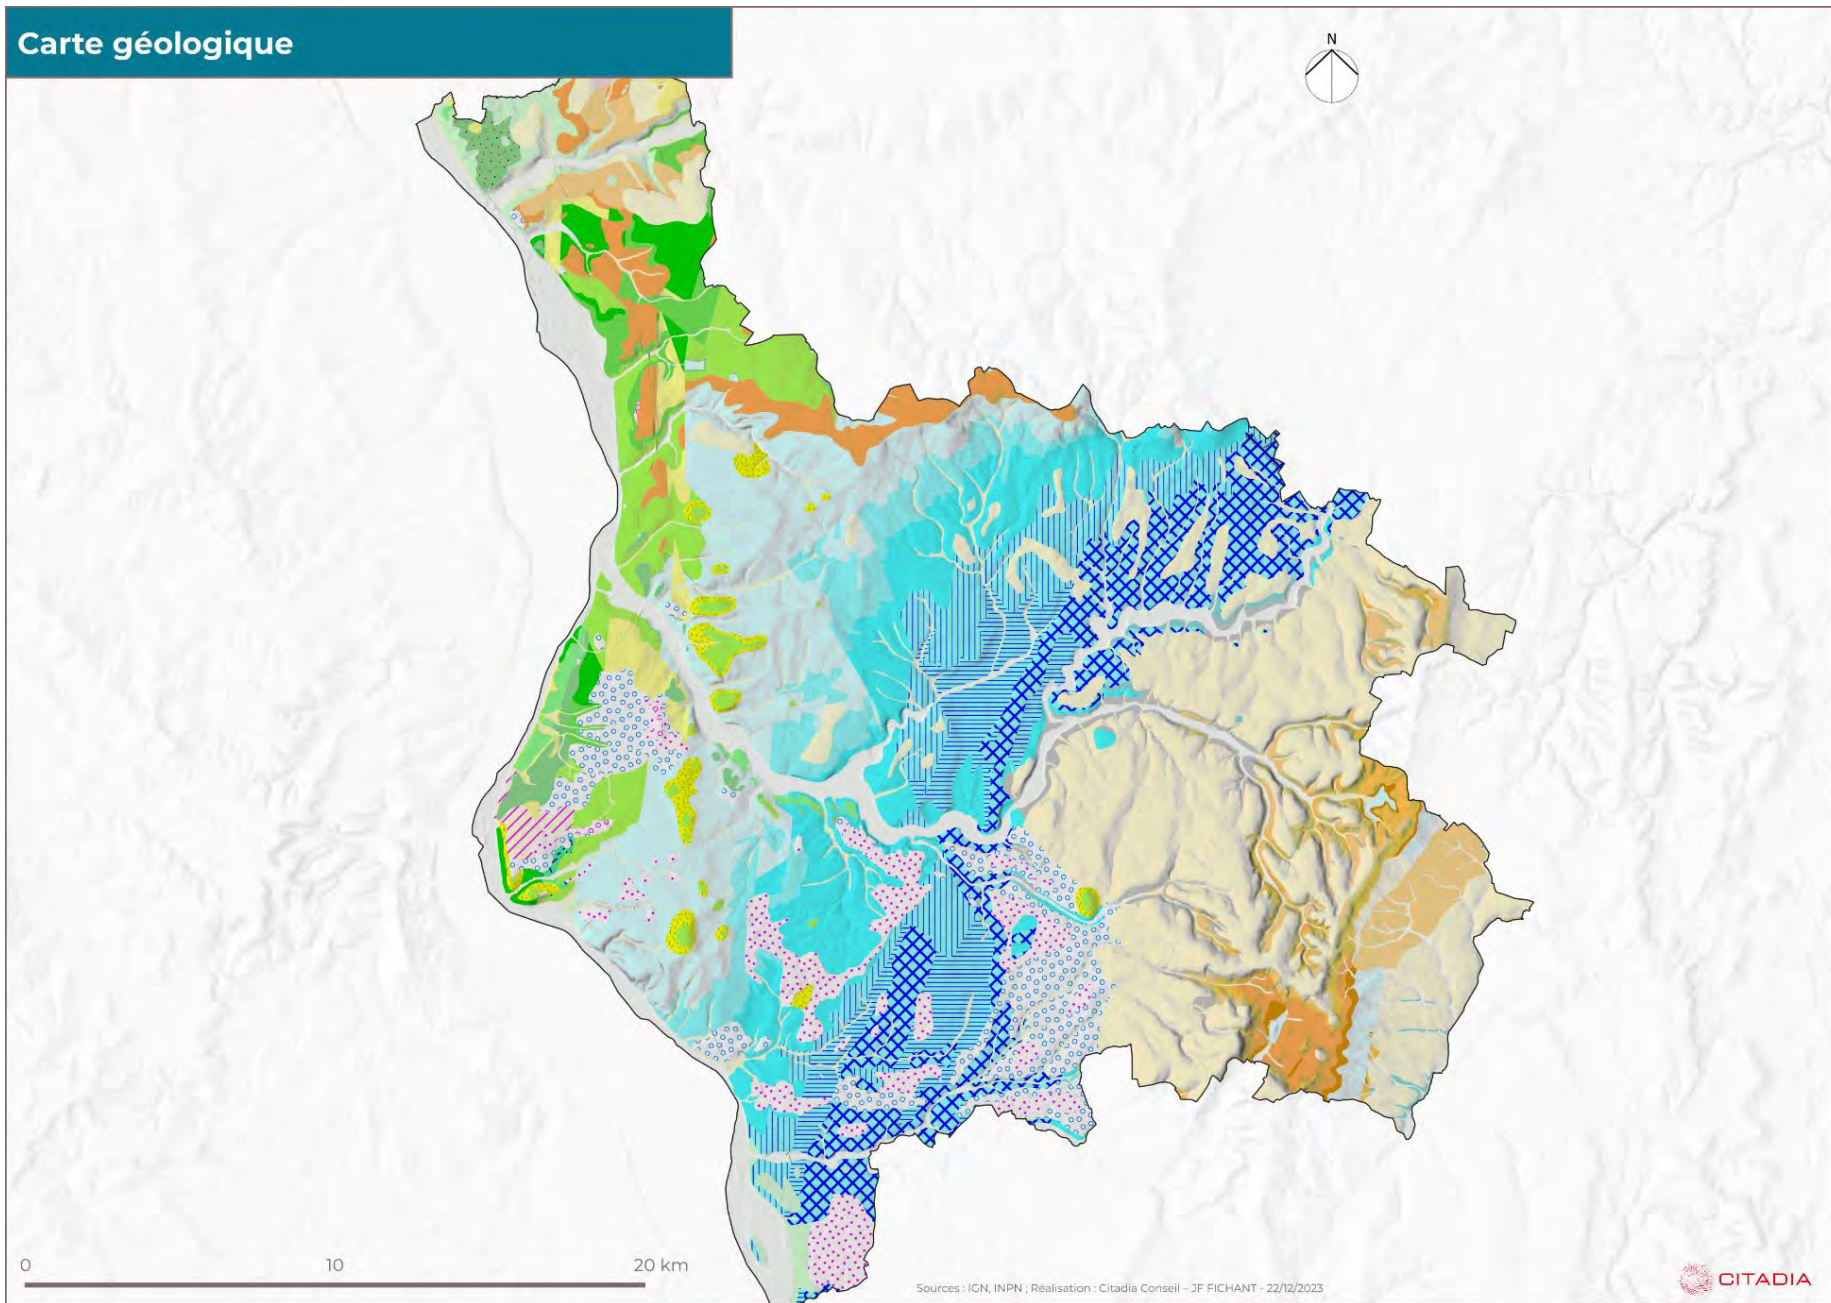 Carte géologique
N
0 10 20 km
Sources : IGN, INPN ; Réalisation : Citadia Conseil – JF FICHANT - 22/12/2023
CITADIA